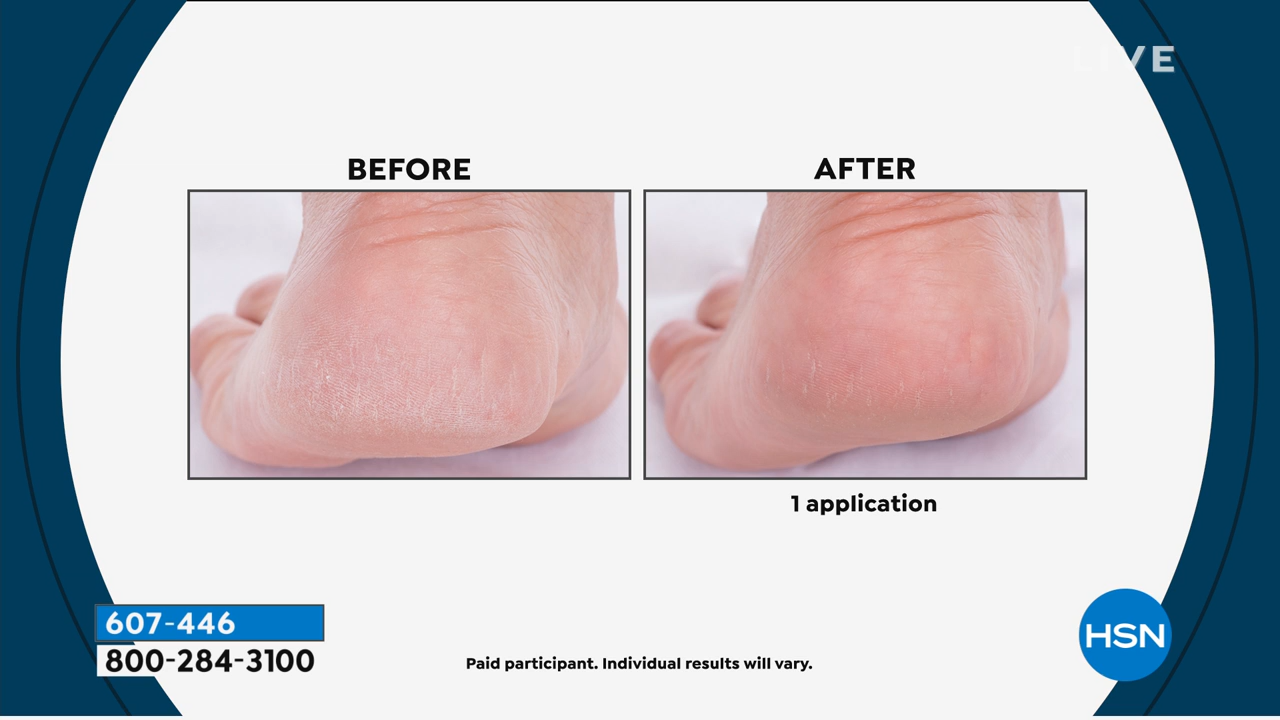 LIVE
BEFORE
AFTER
1 application
607-446
800-284-3100
Paid participant. Individual results will vary.
HSN